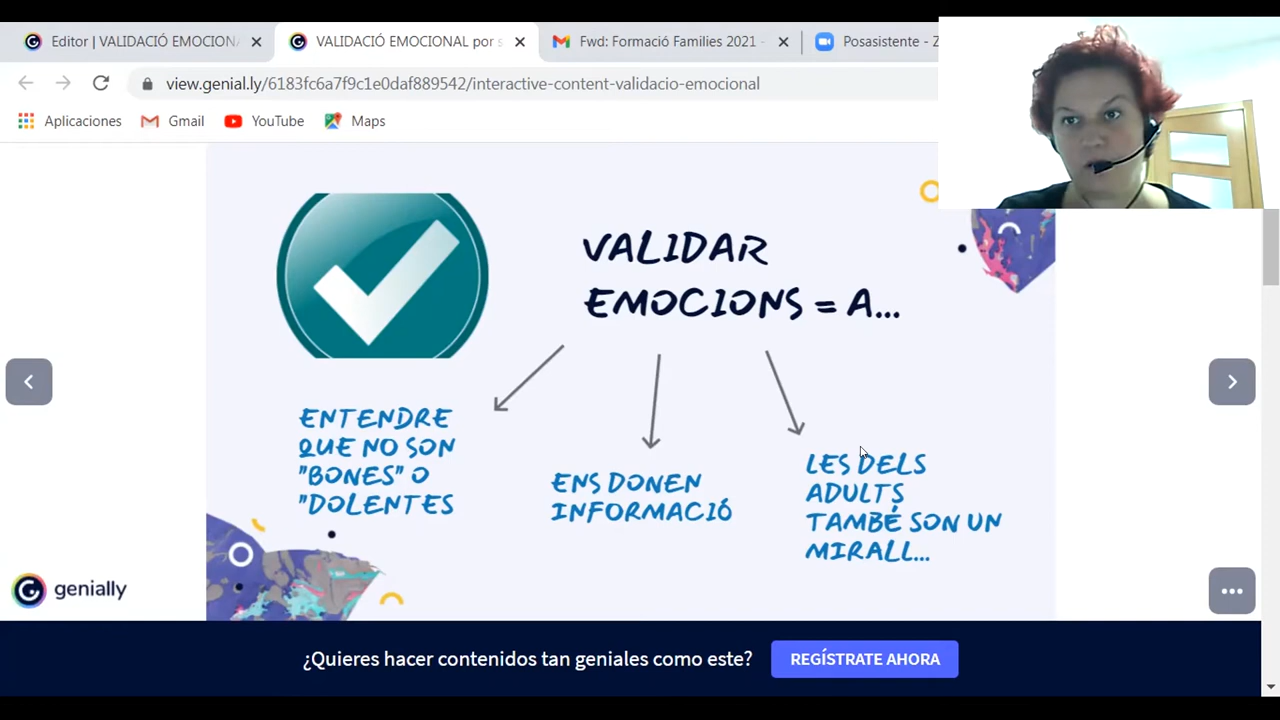 Editor | VALIDACIÓ EMOCION
VALIDACIÓ EMOCIONAL por s
Fwd: Formació Famílies 2021 -
Posasistente - Z
view.genial.ly/6183fc6a7f9c1e0daf889542/interactive-content-validacio-emocional
Aplicaciones
Gmail
YouTube
Maps
VALIDAR
EMOCIONS = A...
ENTENDRE
QUE NO SON
"BONES" O
"DOLENTES
ENS DONEN
INFORMACIÓ
LES DELS
ADULTS
TAMBÉ SON UN
MIRALL...
genially
¿Quieres hacer contenidos tan geniales como este?
REGÍSTRATE AHORA